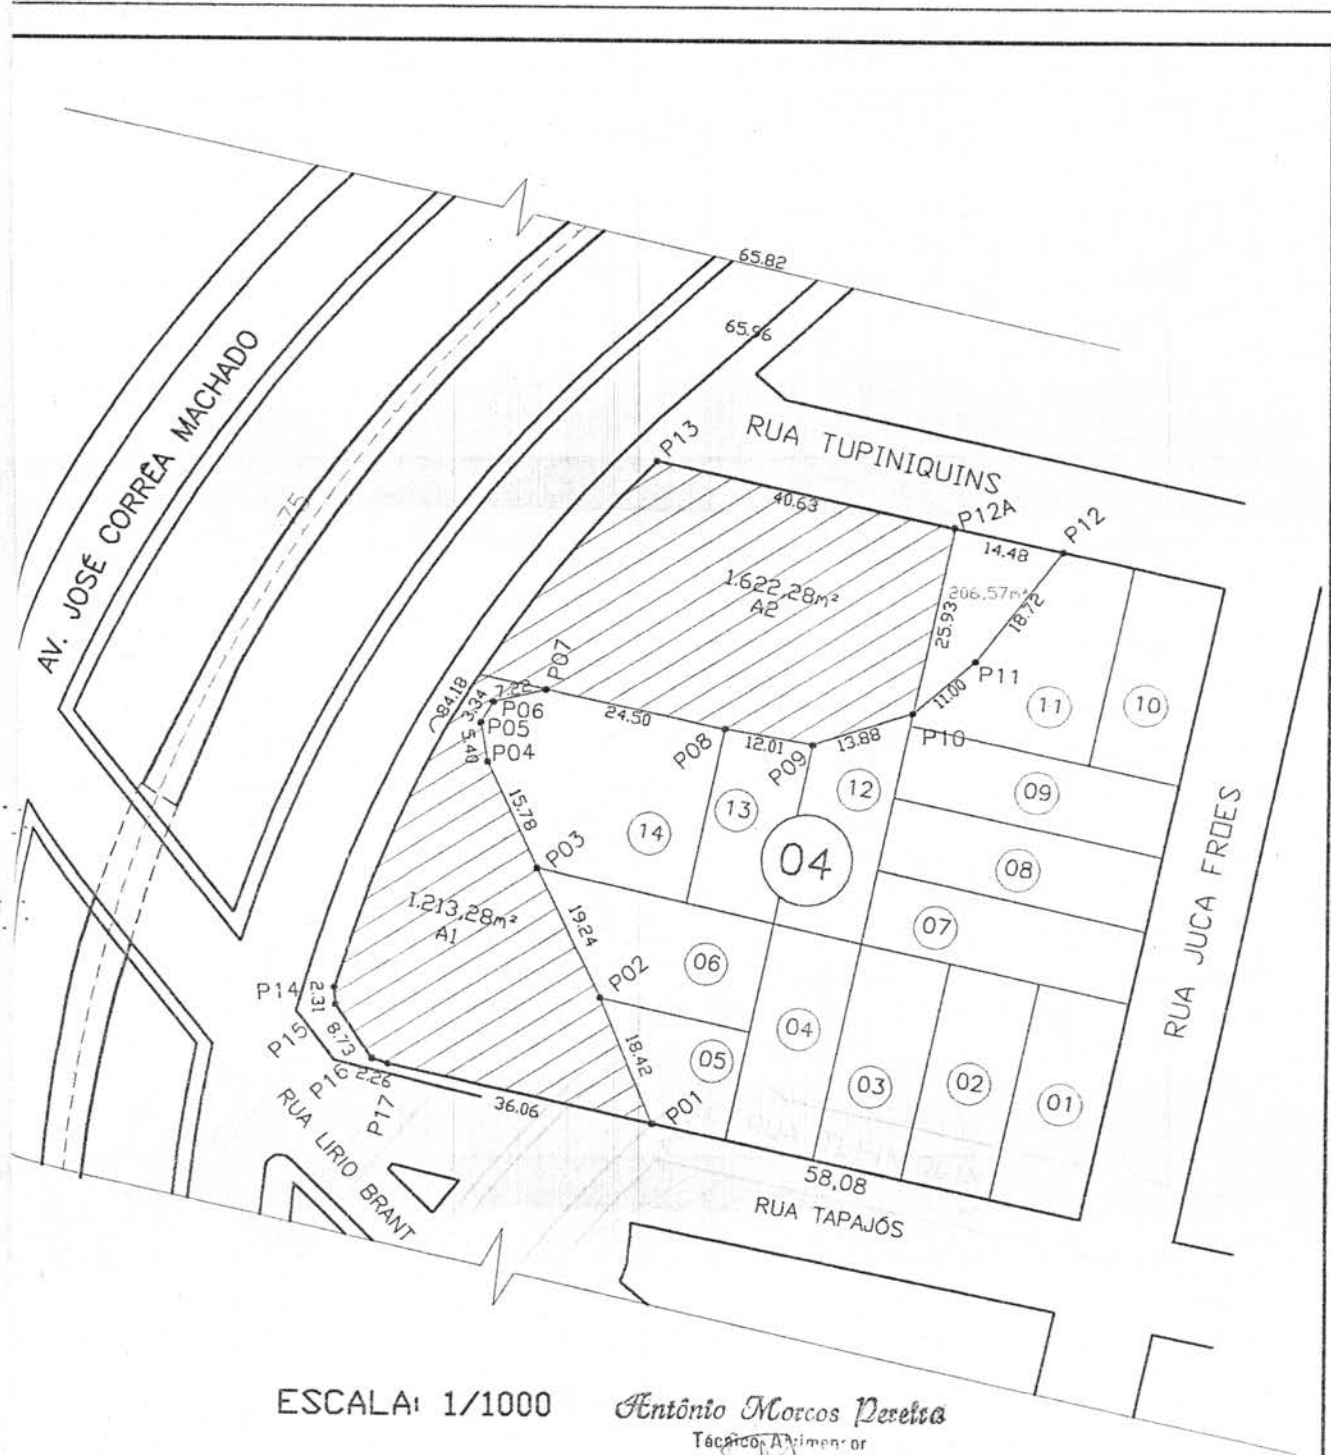 65.82
65.96
AV. JOSÉ CORRÊA MACHADO
75
RUA TUPINIQUINS
P13
40.63
P12A
14.48
P12
1.622,28m²
A2
206,57m²
25.93
18.72
P11
11.00
P10
11
10
84.18
3.34
7.22
P07
P06
P05
5.40
P04
24.50
P08
12.01
P09
13.88
12
09
13
14
04
08
07
15.78
P03
1.213,28m²
A1
19.24
P02
06
RUA JUCA FROES
P14
2.31
P15
8.73
P16
2.26
P17
36.06
18.42
P01
05
04
03
02
01
58,08
RUA LIRIO BRANT
RUA TAPAJÓS
ESCALA: 1/1000
Antônio Morcos Pereira
Técnico Agrimensor